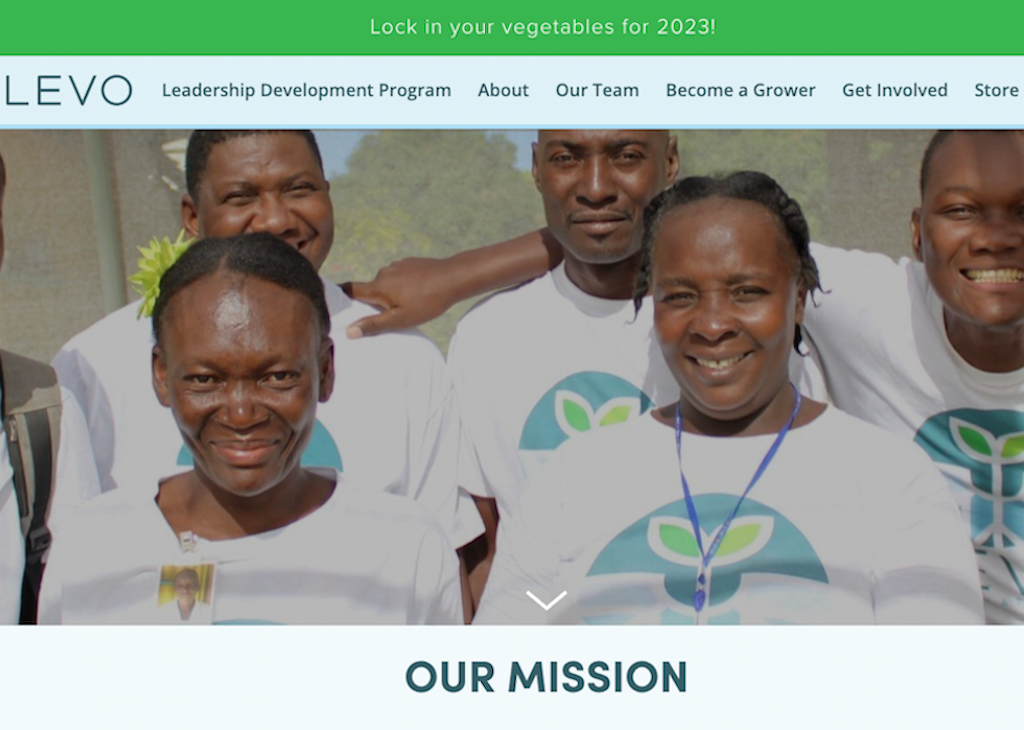 Lock in your vegetables for 2023!
LEVO
Leadership Development Program About Our Team Become a Grower Get Involved Store
OUR MISSION